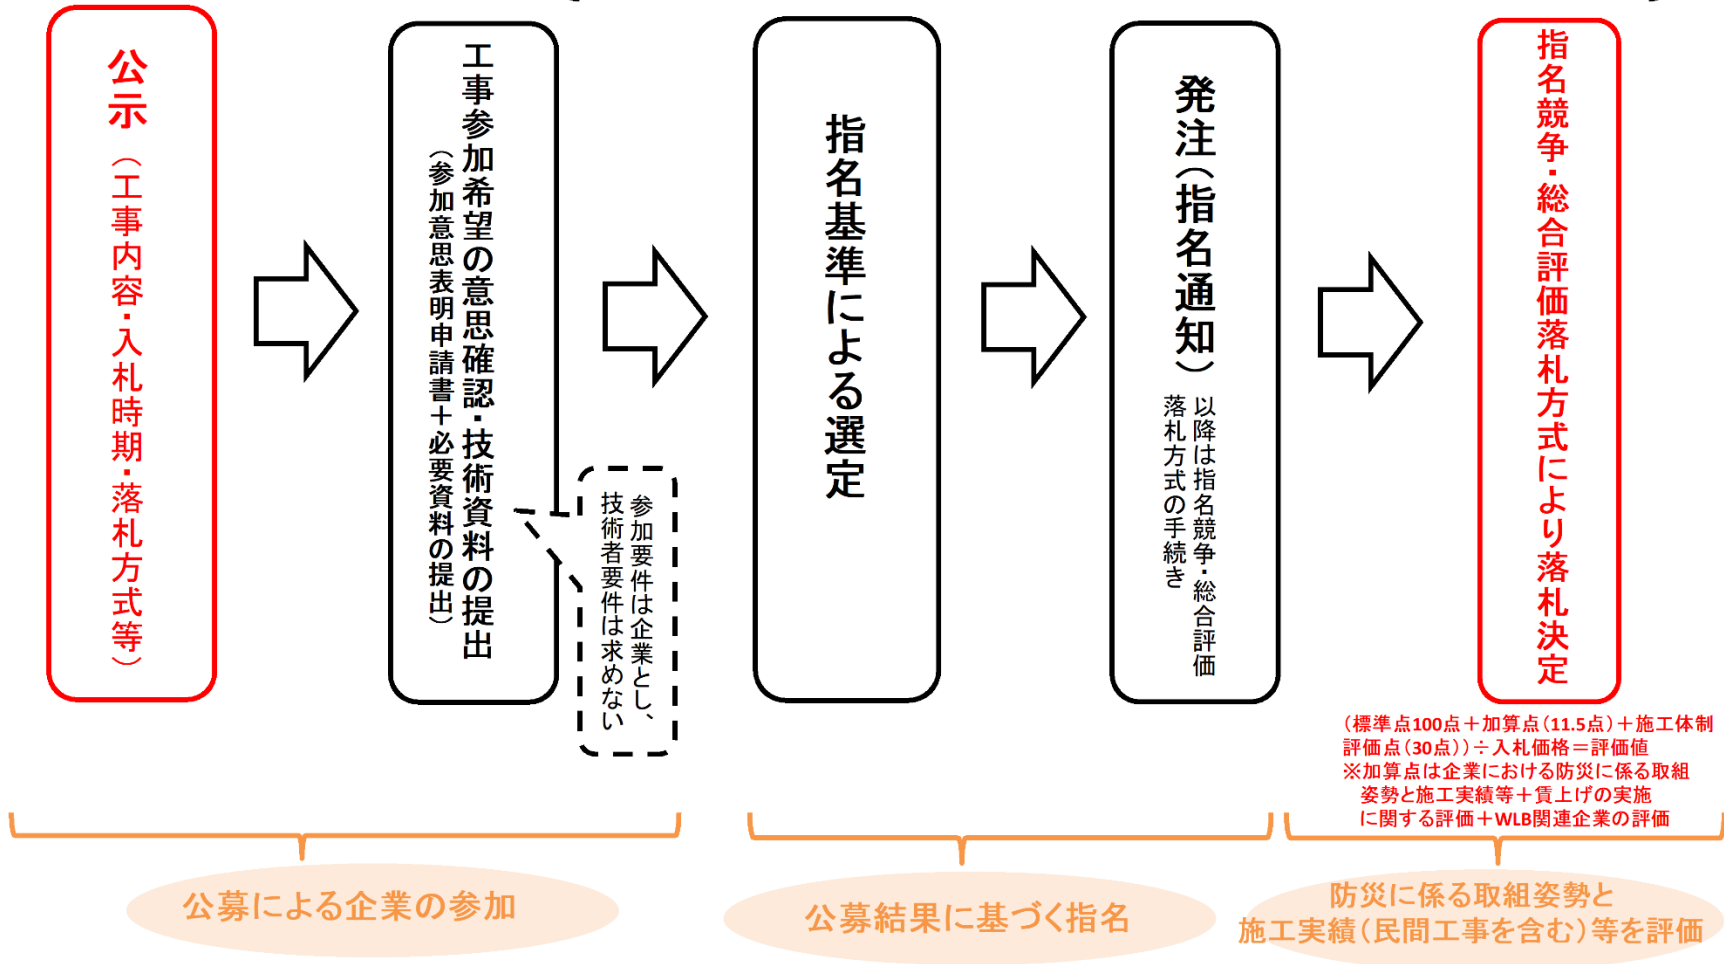 公示（工事内容・入札時期・落札方式等）
工事参加希望の意思確認・技術資料の提出
（参加意思表明申請書＋必要資料の提出）
参加要件は企業とし、
技術者要件は求めない
指名基準による選定
発注（指名通知）
以降は指名競争・総合評価
落札方式の手続き
指名競争・総合評価落札方式により落札決定
（標準点100点＋加算点（11.5点）＋施工体制
評価点（30点））÷入札価格＝評価値
※加算点は企業における防災に係る取組
姿勢と施工実績等＋賃上げの実施
に関する評価＋WLB関連企業の評価
公募による企業の参加
公募結果に基づく指名
防災に係る取組姿勢と
施工実績（民間工事を含む）等を評価